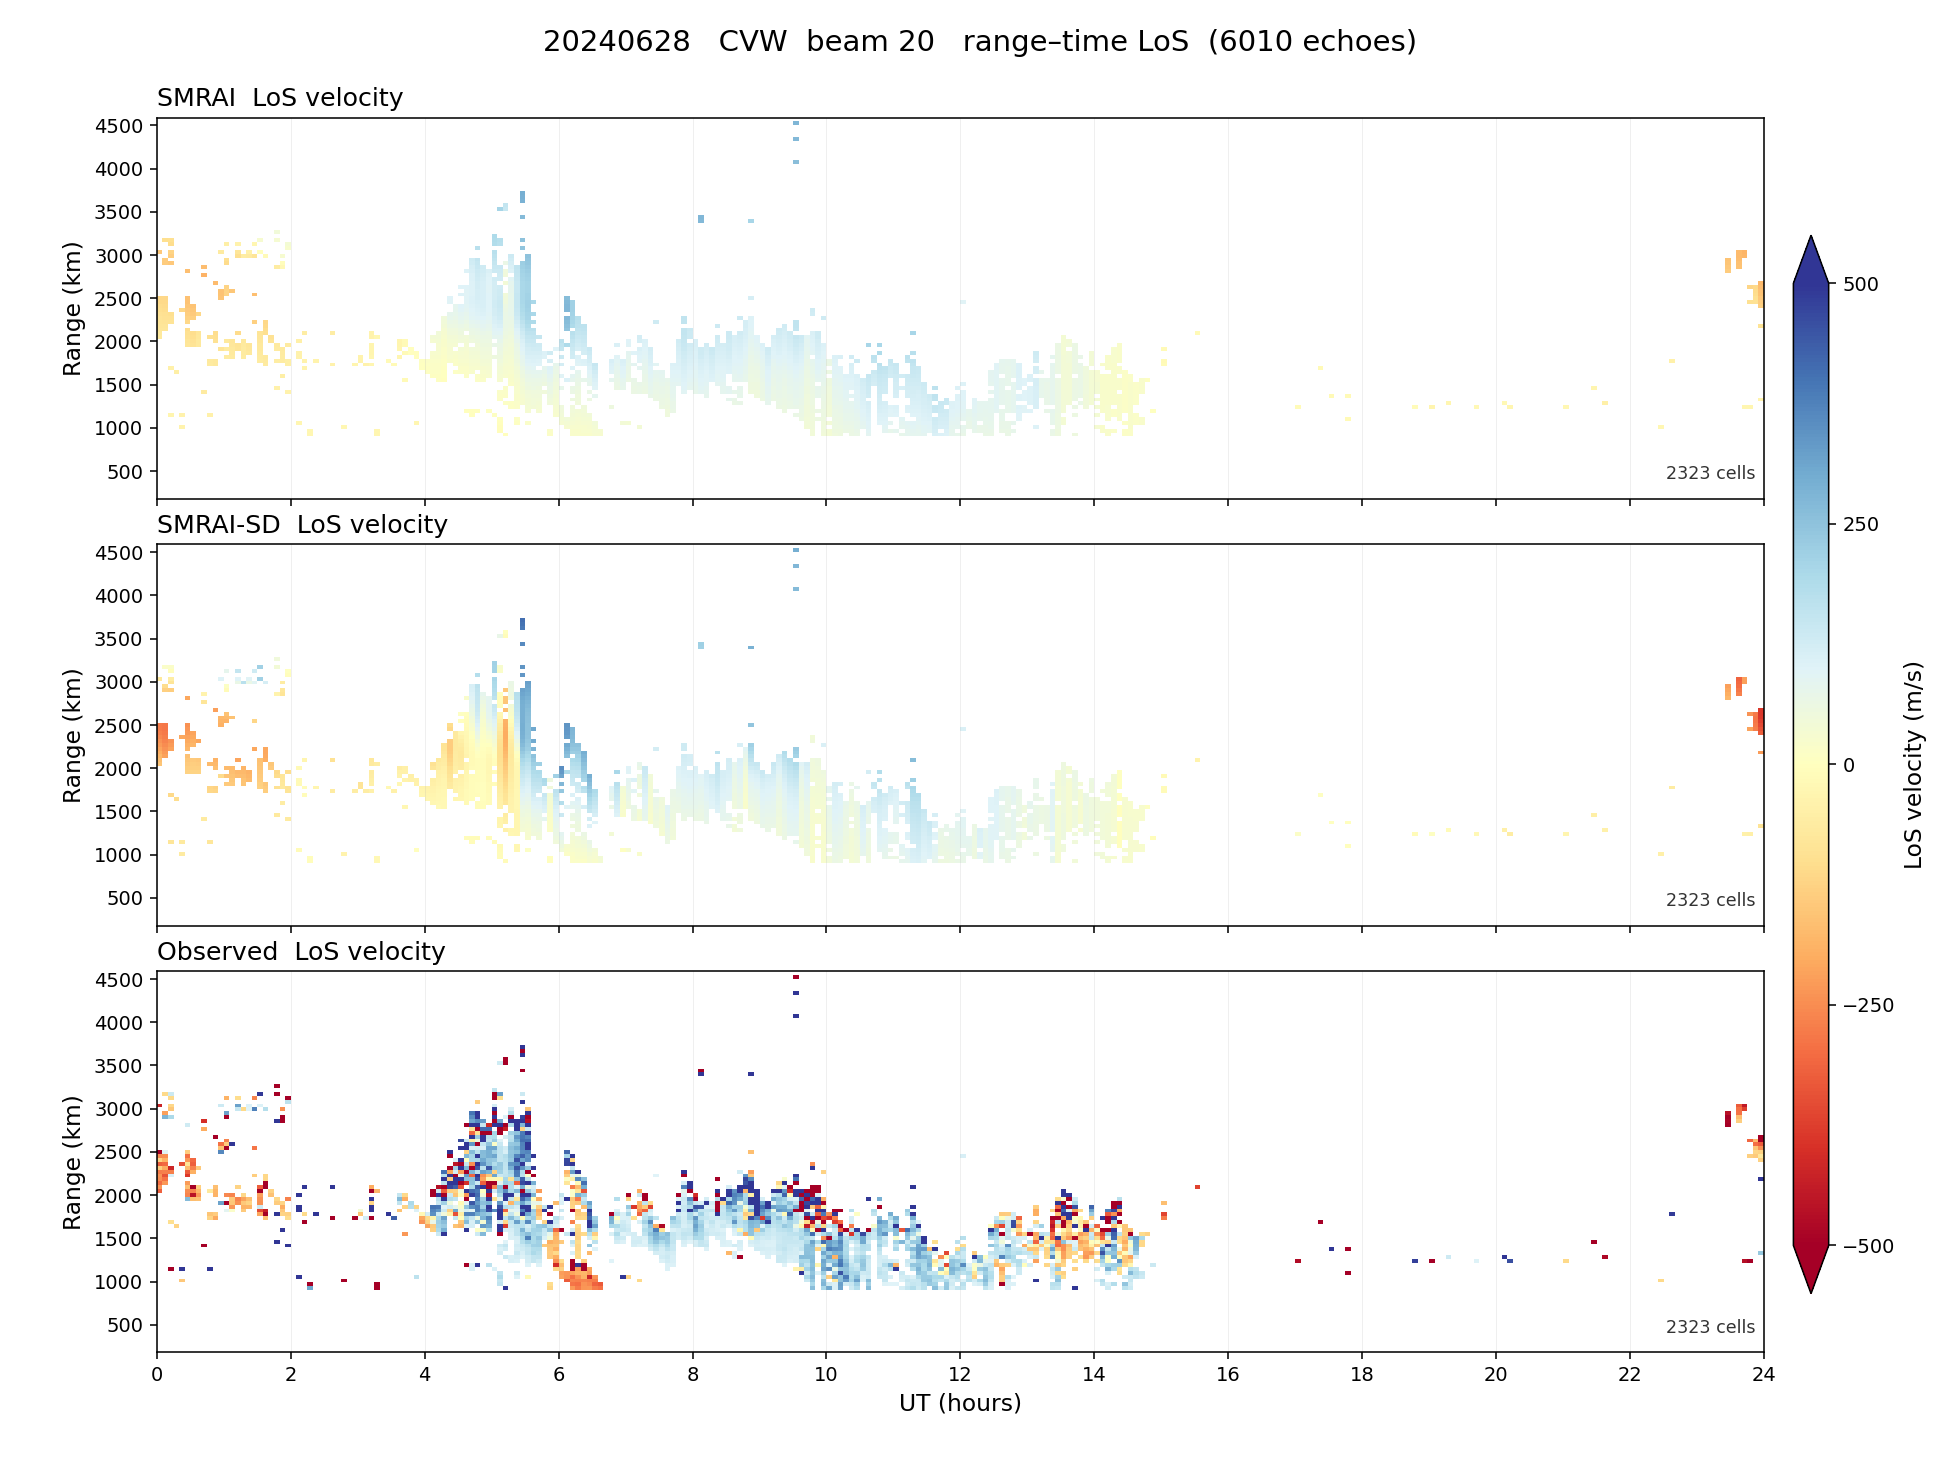 20240628   CVW  beam 20   range–time LoS  (6010 echoes)
SMRAI  LoS velocity
4500
4000
3500
3000
2500
2000
1500
1000
500
Range (km)
2323 cells
SMRAI-SD  LoS velocity
4500
4000
3500
3000
2500
2000
1500
1000
500
Range (km)
2323 cells
Observed  LoS velocity
4500
4000
3500
3000
2500
2000
1500
1000
500
Range (km)
2323 cells
0 2 4 6 8 10 12 14 16 18 20 22 24
UT (hours)
500
250
0
−250
−500
LoS velocity (m/s)